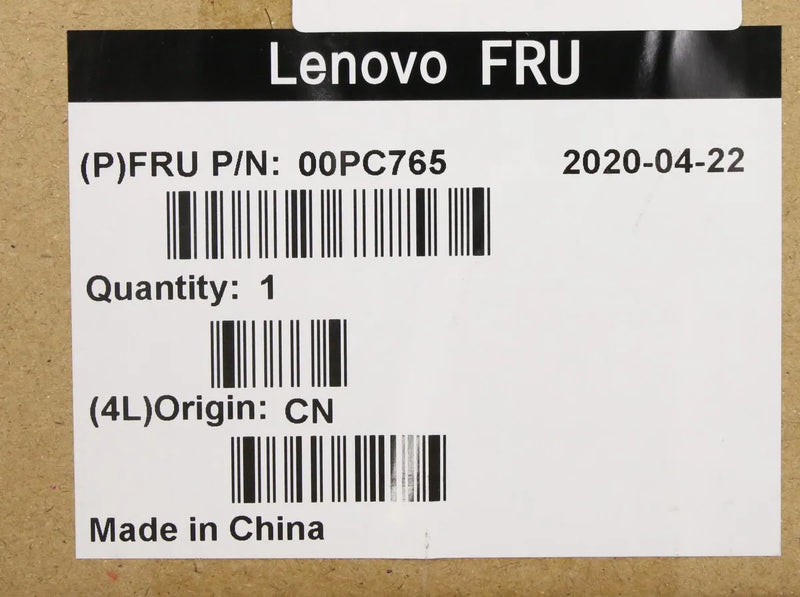 Lenovo FRU
(P)FRU P/N: 00PC765 2020-04-22
Quantity: 1
(4L)Origin: CN
Made in China